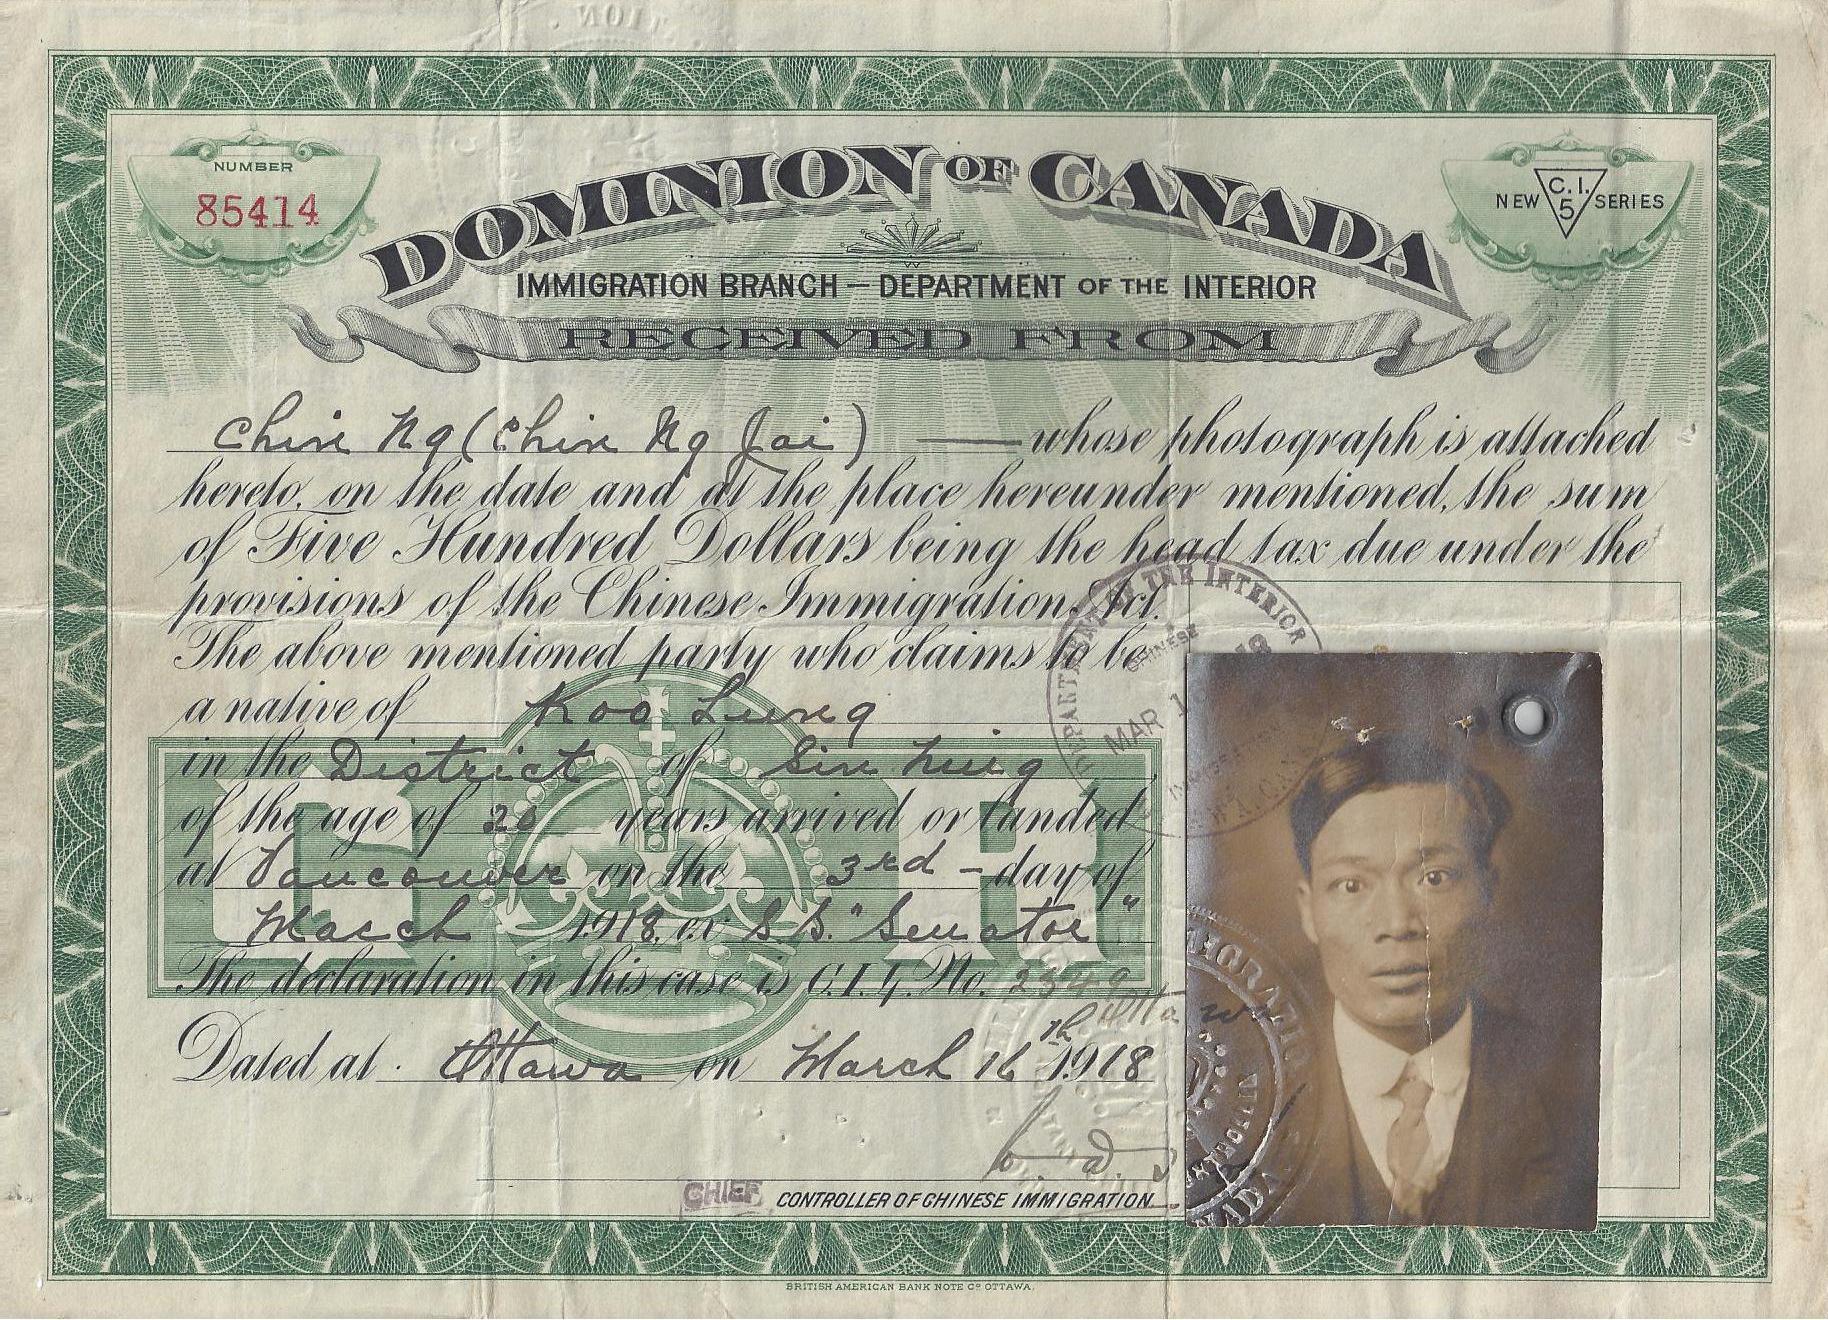 NUMBER
85414
DOMINION OF CANADA
NEW C.I. 5 SERIES
IMMIGRATION BRANCH — DEPARTMENT OF THE INTERIOR
RECEIVED FROM
Chin Ng (Chin Ng Jai) — whose photograph is attached
hereto, on the date and at the place hereunder mentioned, the sum
of Five Hundred Dollars being the head tax due under the
provisions of the Chinese Immigration Act.
The above mentioned party who claims to be
a native of Koo Lung
in the District of Sin Ning
of the age of 20 years arrived or landed
at Vancouver on the 3rd - day of
March 1918, ex S.S. "Senator"
The declaration in this case is C.I.4. No. 2349
Dated at Ottawa on March 16th 1918
Ottawa
CHIEF CONTROLLER OF CHINESE IMMIGRATION
DEPARTMENT OF THE INTERIOR
CHINESE
MAR
IMMIGRATION
CANADA
BRITISH AMERICAN BANK NOTE CO. OTTAWA.